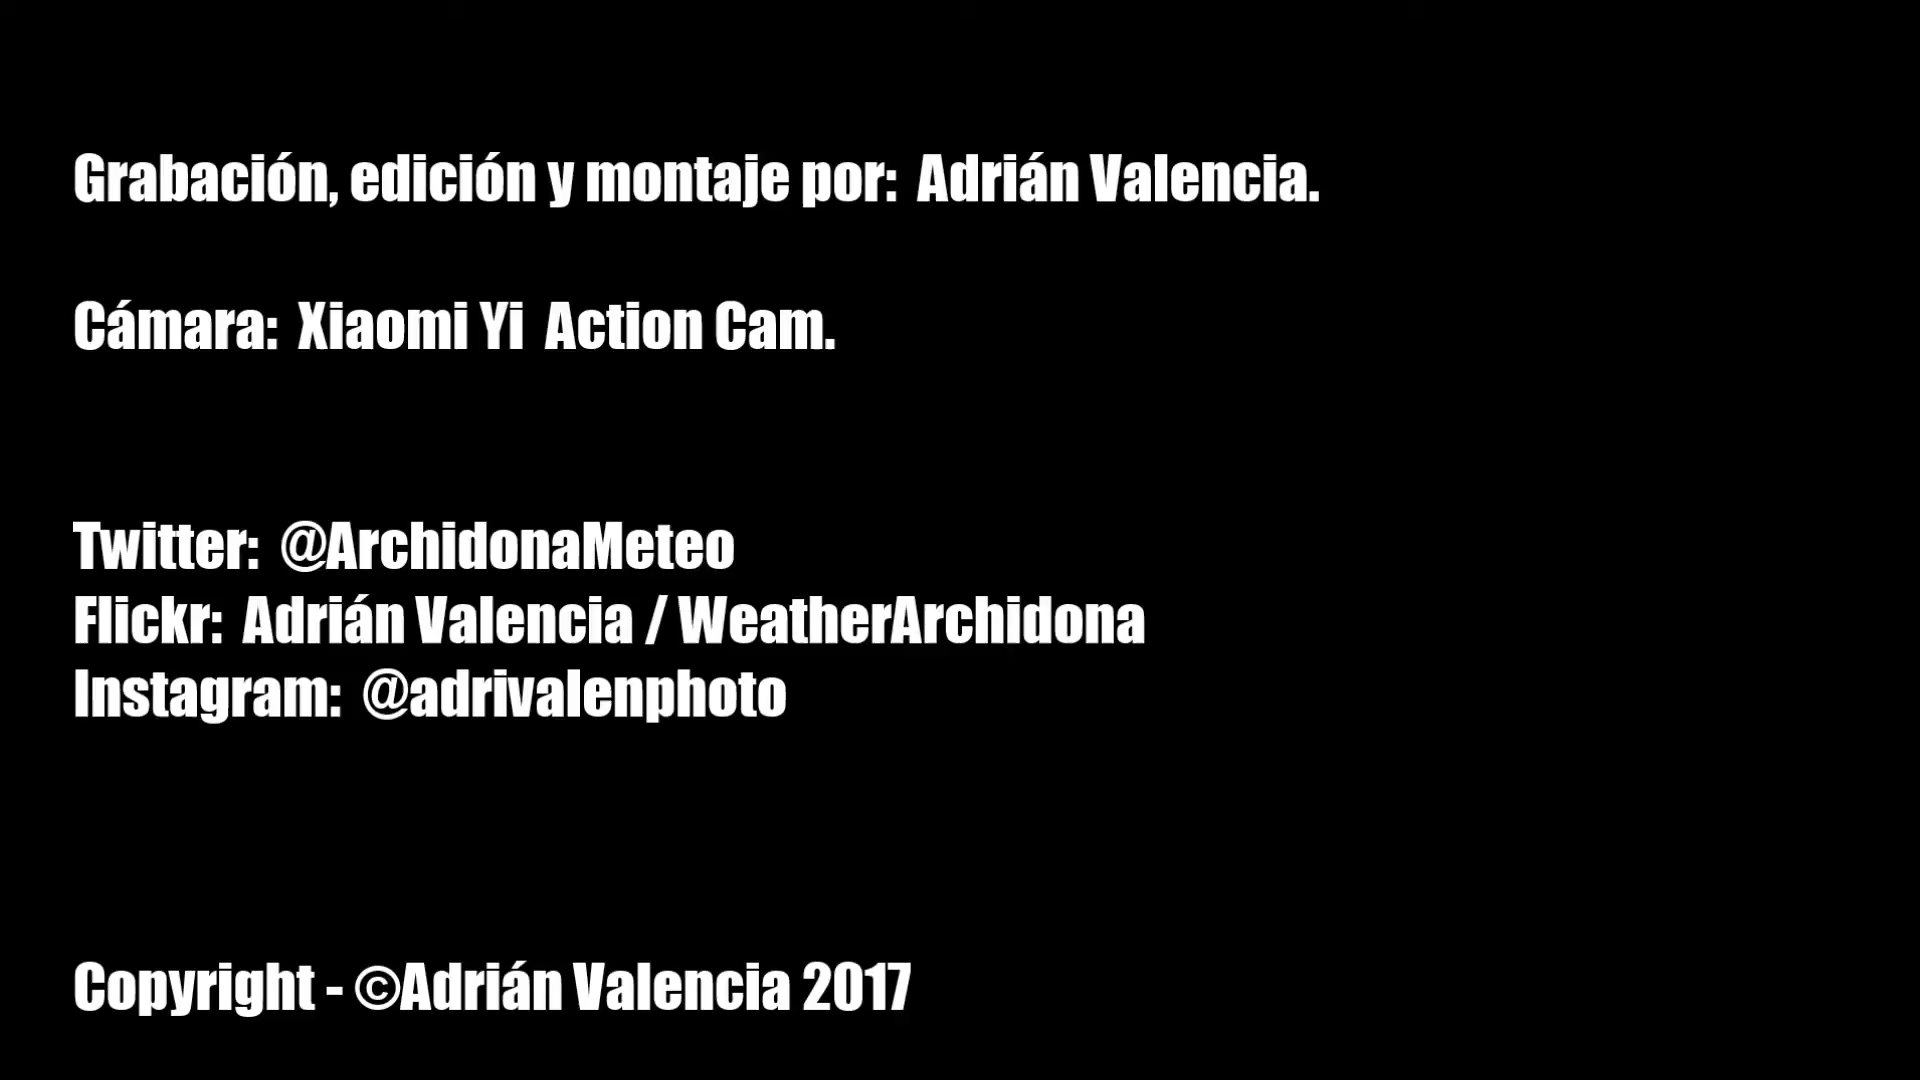 Grabación, edición y montaje por: Adrián Valencia.
Cámara: Xiaomi Yi Action Cam.
Twitter: @ArchidonaMeteo
Flickr: Adrián Valencia / WeatherArchidona
Instagram: @adrivalenphoto
Copyright - ©Adrián Valencia 2017